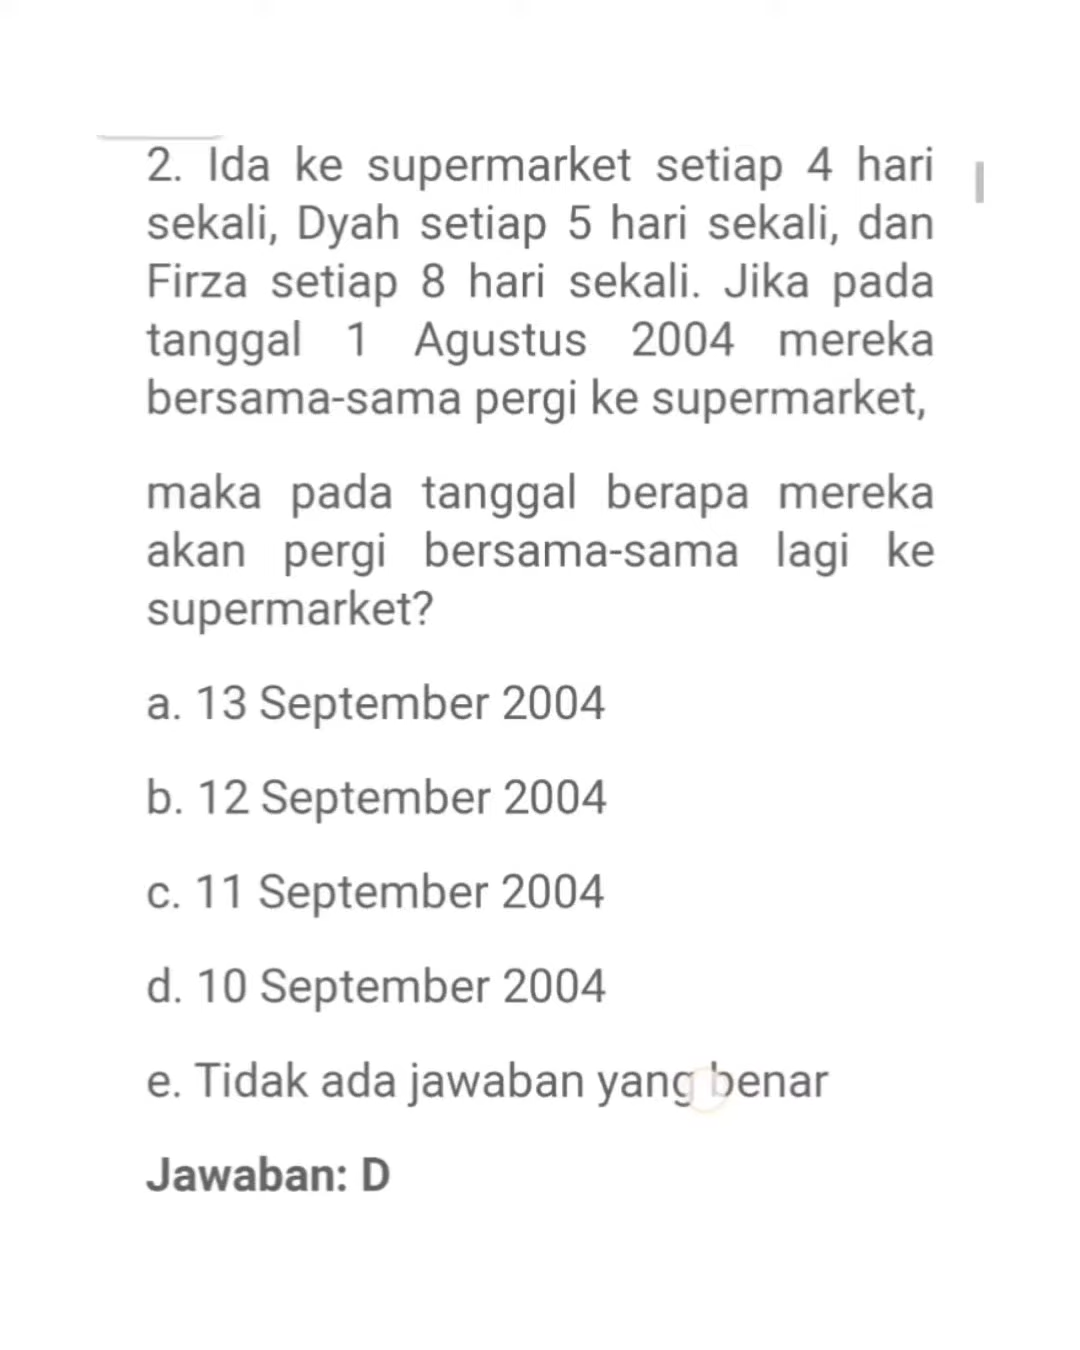 2. Ida ke supermarket setiap 4 hari
sekali, Dyah setiap 5 hari sekali, dan
Firza setiap 8 hari sekali. Jika pada
tanggal 1 Agustus 2004 mereka
bersama-sama pergi ke supermarket,
maka pada tanggal berapa mereka
akan pergi bersama-sama lagi ke
supermarket?
a. 13 September 2004
b. 12 September 2004
c. 11 September 2004
d. 10 September 2004
e. Tidak ada jawaban yang benar
Jawaban: D